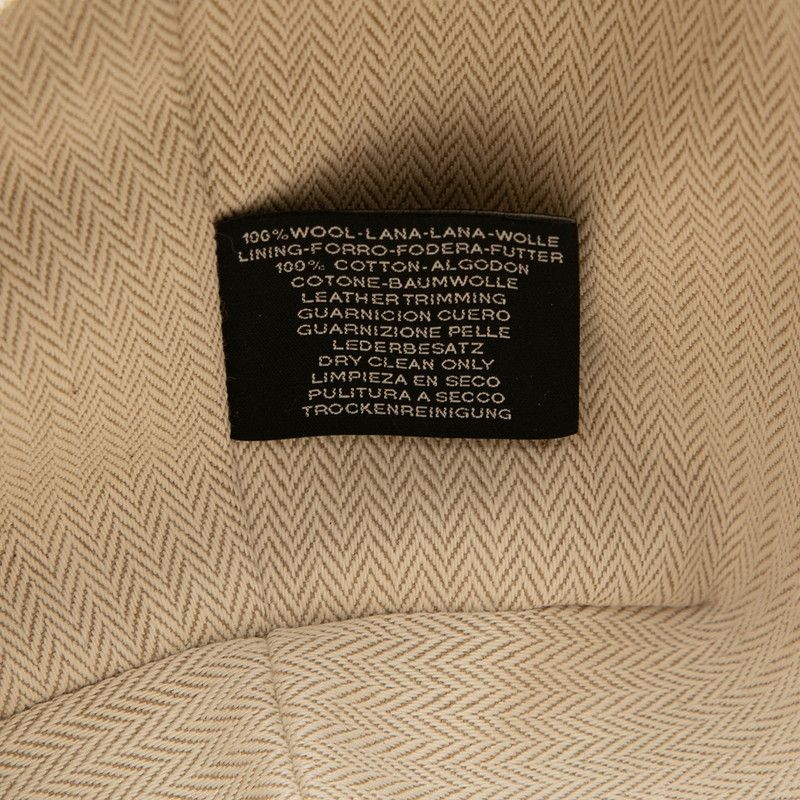 100% WOOL-LANA-LANA-WOLLE
LINING-FORRO-FODERA-FUTTER
100% COTTON-ALGODON
COTONE-BAUMWOLLE
LEATHER TRIMMING
GUARNICION CUERO
GUARNIZIONE PELLE
LEDERBESATZ
DRY CLEAN ONLY
LIMPIEZA EN SECO
PULITURA A SECCO
TROCKENREINIGUNG